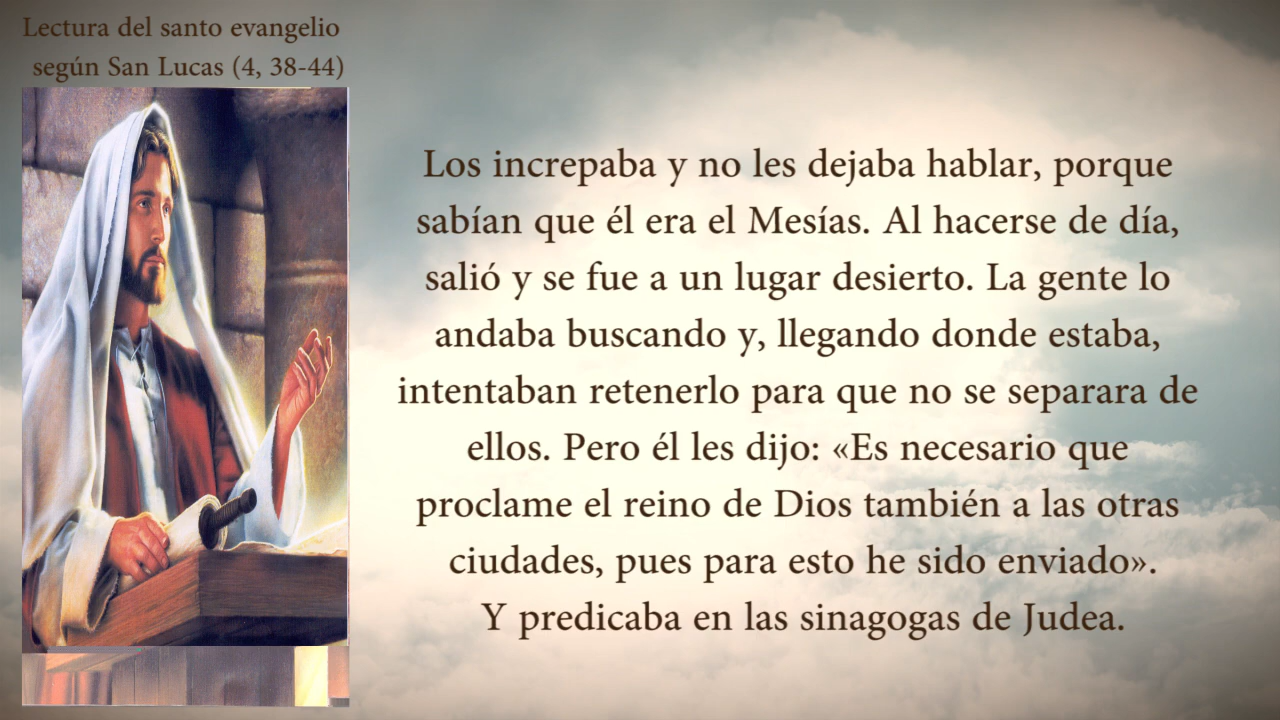 Lectura del santo evangelio
según San Lucas (4, 38-44)
Los increpaba y no les dejaba hablar, porque
sabían que él era el Mesías. Al hacerse de día,
salió y se fue a un lugar desierto. La gente lo
andaba buscando y, llegando donde estaba,
intentaban retenerlo para que no se separara de
ellos. Pero él les dijo: «Es necesario que
proclame el reino de Dios también a las otras
ciudades, pues para esto he sido enviado».
Y predicaba en las sinagogas de Judea.